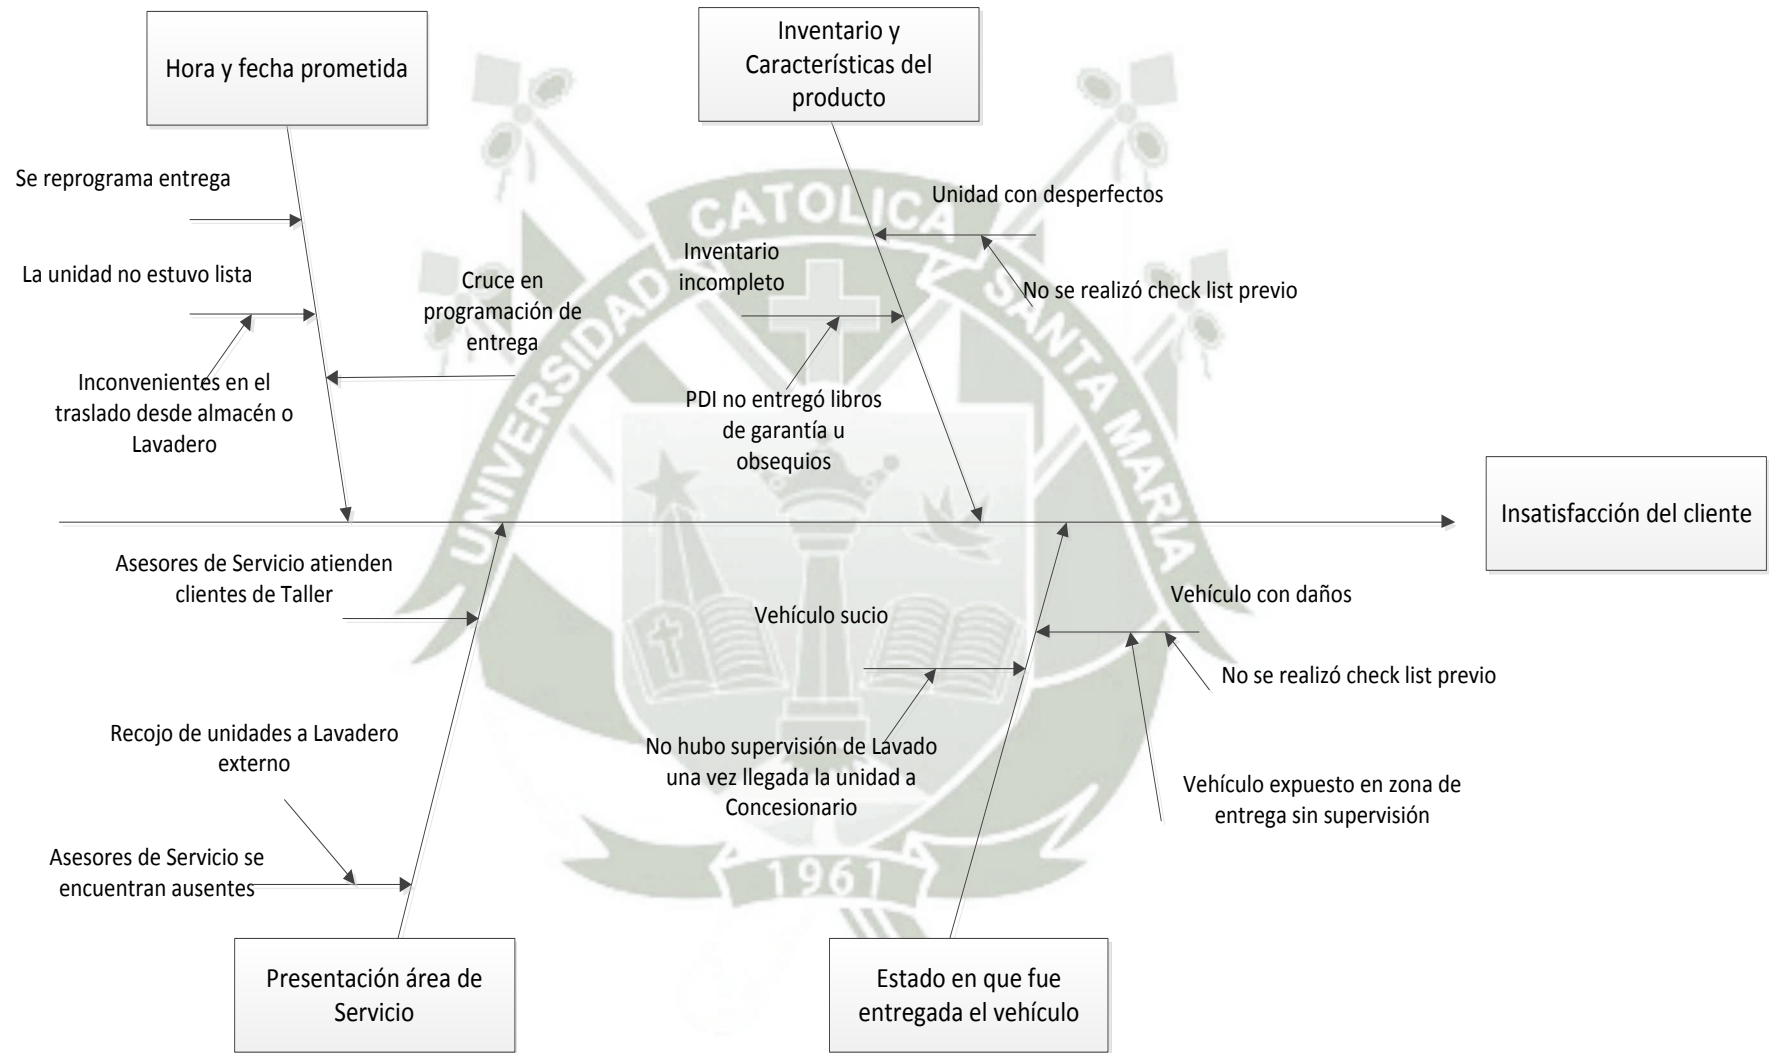 Hora y fecha prometida
Inventario y
Características del
producto
Se reprograma entrega
La unidad no estuvo lista
Inconvenientes en el
traslado desde almacén o
Lavadero
Cruce en
programación de
entrega
Inventario
incompleto
Unidad con desperfectos
No se realizó check list previo
PDI no entregó libros
de garantía u
obsequios
Insatisfacción del cliente
Asesores de Servicio atienden
clientes de Taller
Recojo de unidades a Lavadero
externo
Asesores de Servicio se
encuentran ausentes
Vehículo sucio
No hubo supervisión de Lavado
una vez llegada la unidad a
Concesionario
Vehículo con daños
No se realizó check list previo
Vehículo expuesto en zona de
entrega sin supervisión
Presentación área de
Servicio
Estado en que fue
entregada el vehículo
UNIVERSIDAD CATOLICA SANTA MARIA
1961